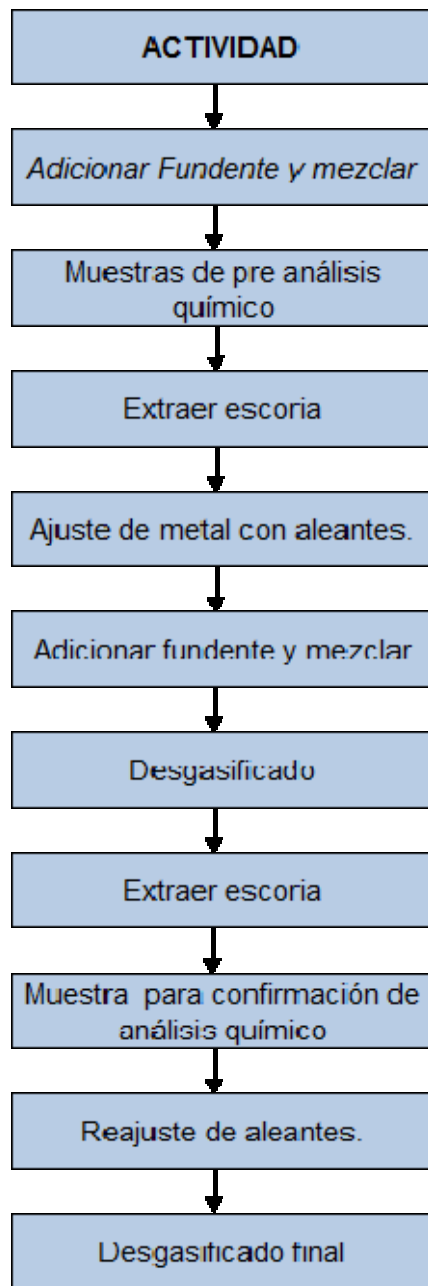 ACTIVIDAD
Adicionar Fundente y mezclar
Muestras de pre análisis
químico
Extraer escoria
Ajuste de metal con aleantes.
Adicionar fundente y mezclar
Desgasificado
Extraer escoria
Muestra para confirmación de
análisis químico
Reajuste de aleantes.
Desgasificado final